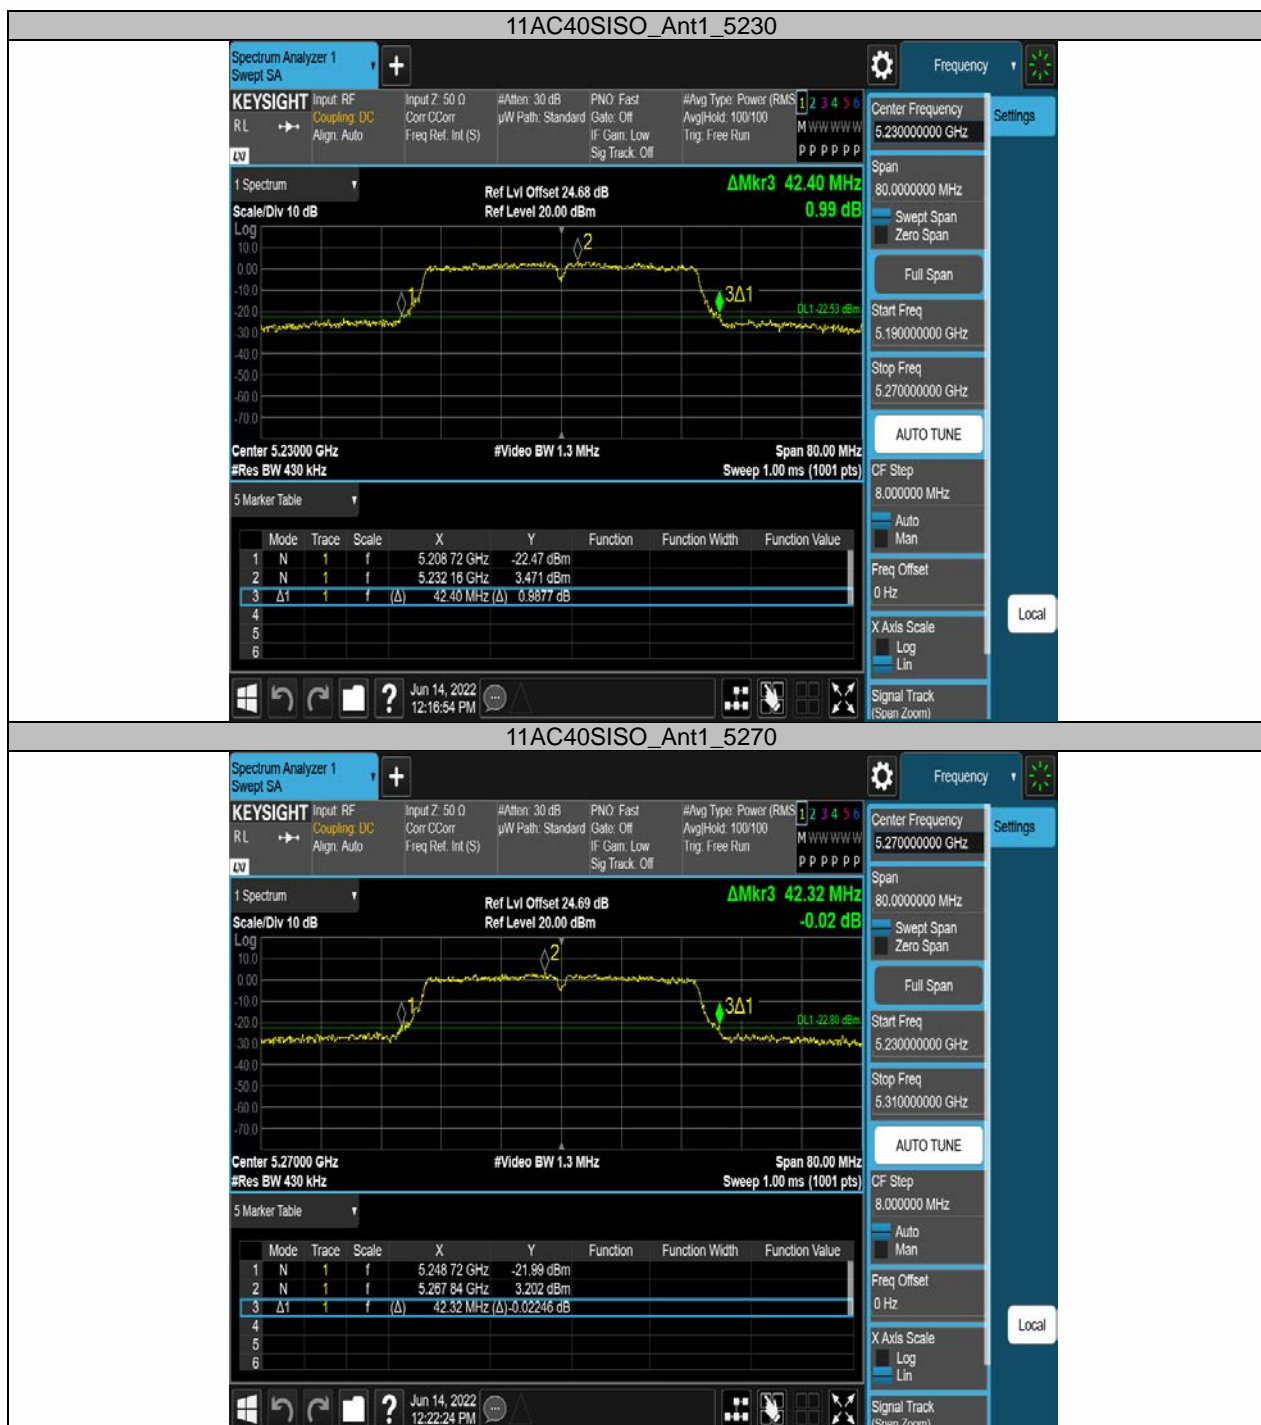 11AC40SISO_Ant1_5230
Spectrum Analyzer 1
Swept SA
+
Frequency
KEYSIGHT
RL
LXI
Input: RF
Coupling: DC
Align: Auto
Input Z: 50 Ω
Corr CCorr
Freq Ref: Int (S)
#Atten: 30 dB
µW Path: Standard
PNO: Fast
Gate: Off
IF Gain: Low
Sig Track: Off
#Avg Type: Power (RMS
Avg|Hold: 100/100
Trig: Free Run
1 2 3 4 5 6
M W W W W W
P P P P P P
1 Spectrum
Scale/Div 10 dB
Ref Lvl Offset 24.68 dB
Ref Level 20.00 dBm
ΔMkr3 42.40 MHz
0.99 dB
Log
10.0
0.00
-10.0
-20.0
-30.0
-40.0
-50.0
-60.0
-70.0
1
2
3Δ1
DL1 -22.53 dBm
Center 5.23000 GHz
#Video BW 1.3 MHz
Span 80.00 MHz
#Res BW 430 kHz
Sweep 1.00 ms (1001 pts)
5 Marker Table
Mode Trace Scale X Y Function Function Width Function Value
1 N 1 f 5.208 72 GHz -22.47 dBm
2 N 1 f 5.232 16 GHz 3.471 dBm
3 Δ1 1 f (Δ) 42.40 MHz (Δ) 0.9877 dB
4
5
6
?
Jun 14, 2022
12:16:54 PM
Center Frequency
5.230000000 GHz
Settings
Span
80.0000000 MHz
Swept Span
Zero Span
Full Span
Start Freq
5.190000000 GHz
Stop Freq
5.270000000 GHz
AUTO TUNE
CF Step
8.000000 MHz
Auto
Man
Freq Offset
0 Hz
X Axis Scale
Log
Lin
Local
Signal Track
(Span Zoom)
11AC40SISO_Ant1_5270
Spectrum Analyzer 1
Swept SA
+
Frequency
KEYSIGHT
RL
LXI
Input: RF
Coupling: DC
Align: Auto
Input Z: 50 Ω
Corr CCorr
Freq Ref: Int (S)
#Atten: 30 dB
µW Path: Standard
PNO: Fast
Gate: Off
IF Gain: Low
Sig Track: Off
#Avg Type: Power (RMS
Avg|Hold: 100/100
Trig: Free Run
1 2 3 4 5 6
M W W W W W
P P P P P P
1 Spectrum
Scale/Div 10 dB
Ref Lvl Offset 24.69 dB
Ref Level 20.00 dBm
ΔMkr3 42.32 MHz
-0.02 dB
Log
10.0
0.00
-10.0
-20.0
-30.0
-40.0
-50.0
-60.0
-70.0
1
2
3Δ1
DL1 -22.80 dBm
Center 5.27000 GHz
#Video BW 1.3 MHz
Span 80.00 MHz
#Res BW 430 kHz
Sweep 1.00 ms (1001 pts)
5 Marker Table
Mode Trace Scale X Y Function Function Width Function Value
1 N 1 f 5.248 72 GHz -21.99 dBm
2 N 1 f 5.267 84 GHz 3.202 dBm
3 Δ1 1 f (Δ) 42.32 MHz (Δ) -0.02246 dB
4
5
6
?
Jun 14, 2022
12:22:24 PM
Center Frequency
5.270000000 GHz
Settings
Span
80.0000000 MHz
Swept Span
Zero Span
Full Span
Start Freq
5.230000000 GHz
Stop Freq
5.310000000 GHz
AUTO TUNE
CF Step
8.000000 MHz
Auto
Man
Freq Offset
0 Hz
X Axis Scale
Log
Lin
Local
Signal Track
(Span Zoom)